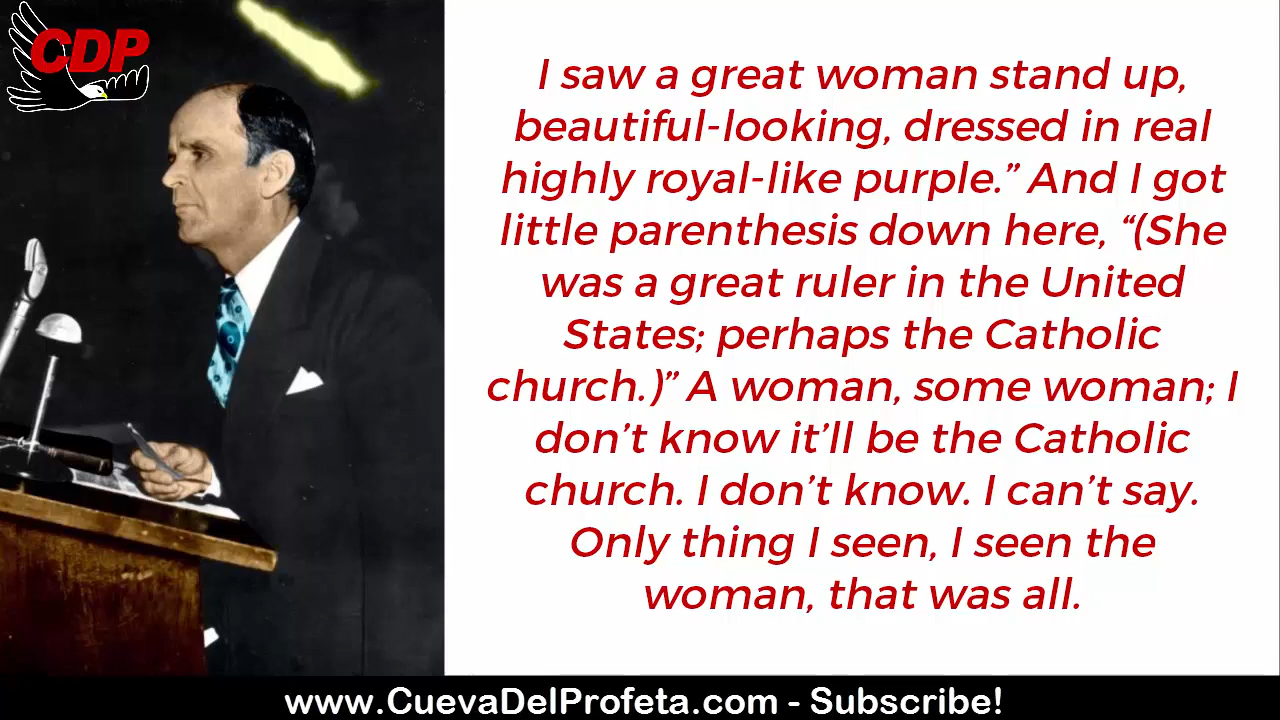 CDP
I saw a great woman stand up,
beautiful-looking, dressed in real
highly royal-like purple.” And I got
little parenthesis down here, “(She
was a great ruler in the United
States; perhaps the Catholic
church.)” A woman, some woman; I
don’t know it’ll be the Catholic
church. I don’t know. I can’t say.
Only thing I seen, I seen the
woman, that was all.
www.CuevaDelProfeta.com - Subscribe!